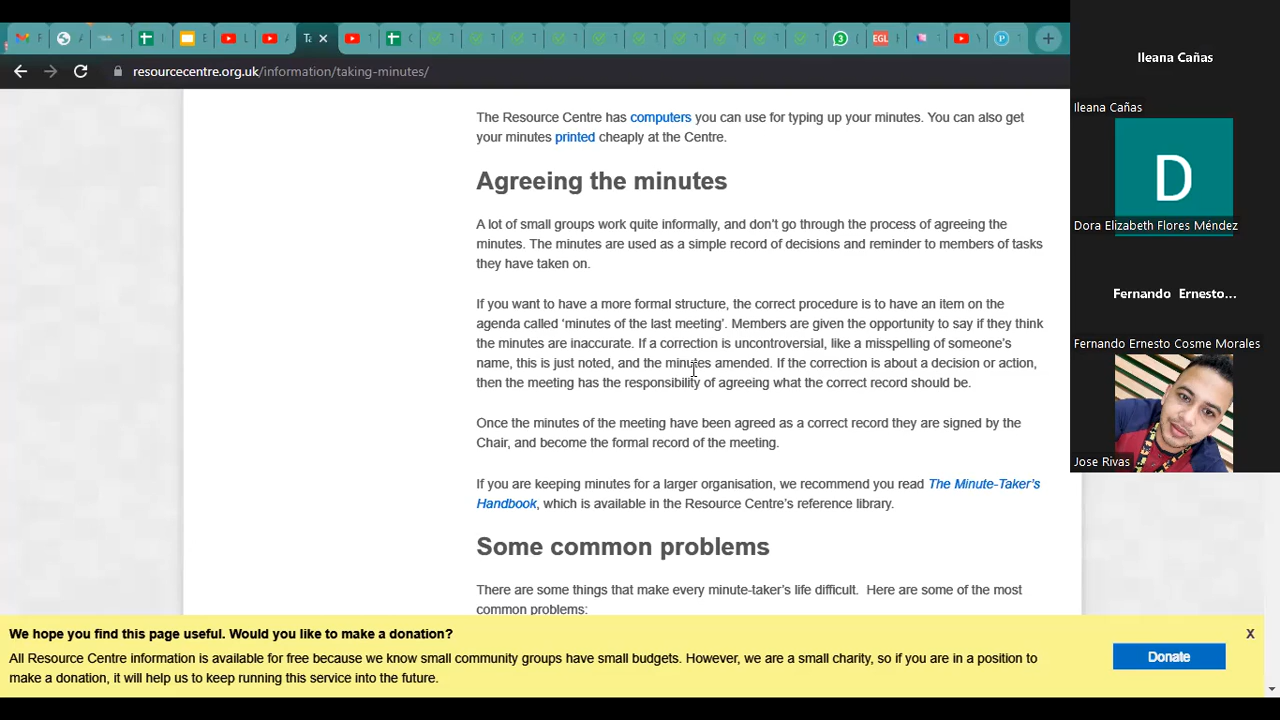 Ta
3
EGL
resourcecentre.org.uk/information/taking-minutes/
The Resource Centre has computers you can use for typing up your minutes. You can also get
your minutes printed cheaply at the Centre.
Agreeing the minutes
A lot of small groups work quite informally, and don't go through the process of agreeing the
minutes. The minutes are used as a simple record of decisions and reminder to members of tasks
they have taken on.
If you want to have a more formal structure, the correct procedure is to have an item on the
agenda called ‘minutes of the last meeting’. Members are given the opportunity to say if they think
the minutes are inaccurate. If a correction is uncontroversial, like a misspelling of someone’s
name, this is just noted, and the minutes amended. If the correction is about a decision or action,
then the meeting has the responsibility of agreeing what the correct record should be.
Once the minutes of the meeting have been agreed as a correct record they are signed by the
Chair, and become the formal record of the meeting.
If you are keeping minutes for a larger organisation, we recommend you read The Minute-Taker’s
Handbook, which is available in the Resource Centre’s reference library.
Some common problems
There are some things that make every minute-taker’s life difficult. Here are some of the most
common problems:
We hope you find this page useful. Would you like to make a donation?
X
All Resource Centre information is available for free because we know small community groups have small budgets. However, we are a small charity, so if you are in a position to
make a donation, it will help us to keep running this service into the future.
Donate
Ileana Cañas
Ileana Cañas
D
Dora Elizabeth Flores Méndez
Fernando Ernesto...
Fernando Ernesto Cosme Morales
Jose Rivas